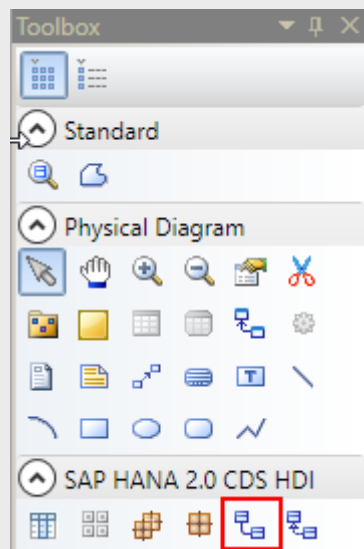 Toolbox
Standard
Physical Diagram
T
SAP HANA 2.0 CDS HDI